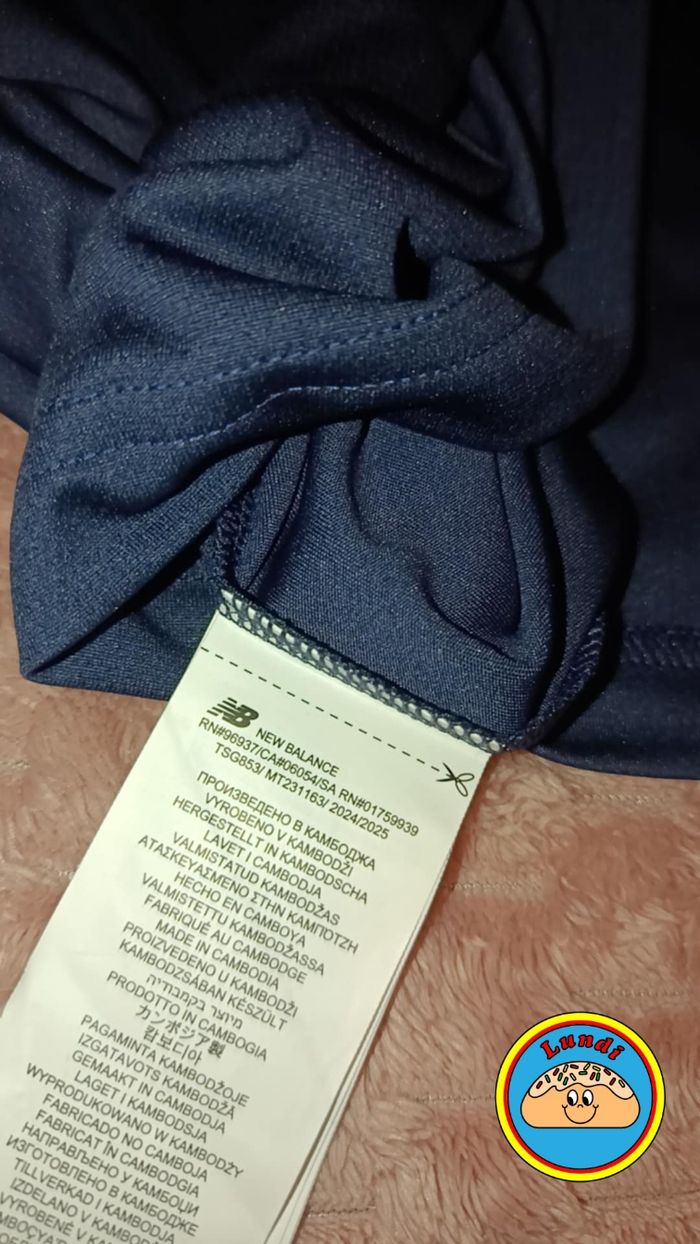 NB NEW BALANCE
RN#96937/CA#06054/SA RN#01759939
TSG853/ MT231163/ 2024/2025
ПРОИЗВЕДЕНО В КАМБОДЖА
VYROBENO V KAMBODŽI
HERGESTELLT IN KAMBODSCHA
LAVET I CAMBODJA
ΑΤΑΣΚΕΥΑΣΜΕΝΟ ΣΤΗΝ ΚΑΜΠΟΤΖΗ
VALMISTATUD KAMBODŽAS
HECHO EN CAMBOYA
VALMISTETTU KAMBODŽASSA
FABRIQUÉ AU CAMBODGE
MADE IN CAMBODIA
PROIZVEDENO U KAMBODŽI
KAMBODZSÁBAN KÉSZÜLT
מיוצר בקמבודיה
PRODOTTO IN CAMBOGIA
カンボジア製
캄보디아
PAGAMINTA KAMBODŽOJE
IZGATAVOTS KAMBODŽĀ
GEMAAKT IN CAMBODJA
LAGET I KAMBODSJA
WYPRODUKOWANO W KAMBODŻY
FABRICADO NO CAMBOJA
FABRICAT ÎN CAMBODGIA
НАПРАВЉЕНО У КАМБОЏИ
ИЗГОТОВЛЕНО В КАМБОДЖЕ
TILLVERKAD I KAMBODJA
IZDELANO V KAMBODŽI
VYROBENÉ V
Lundi